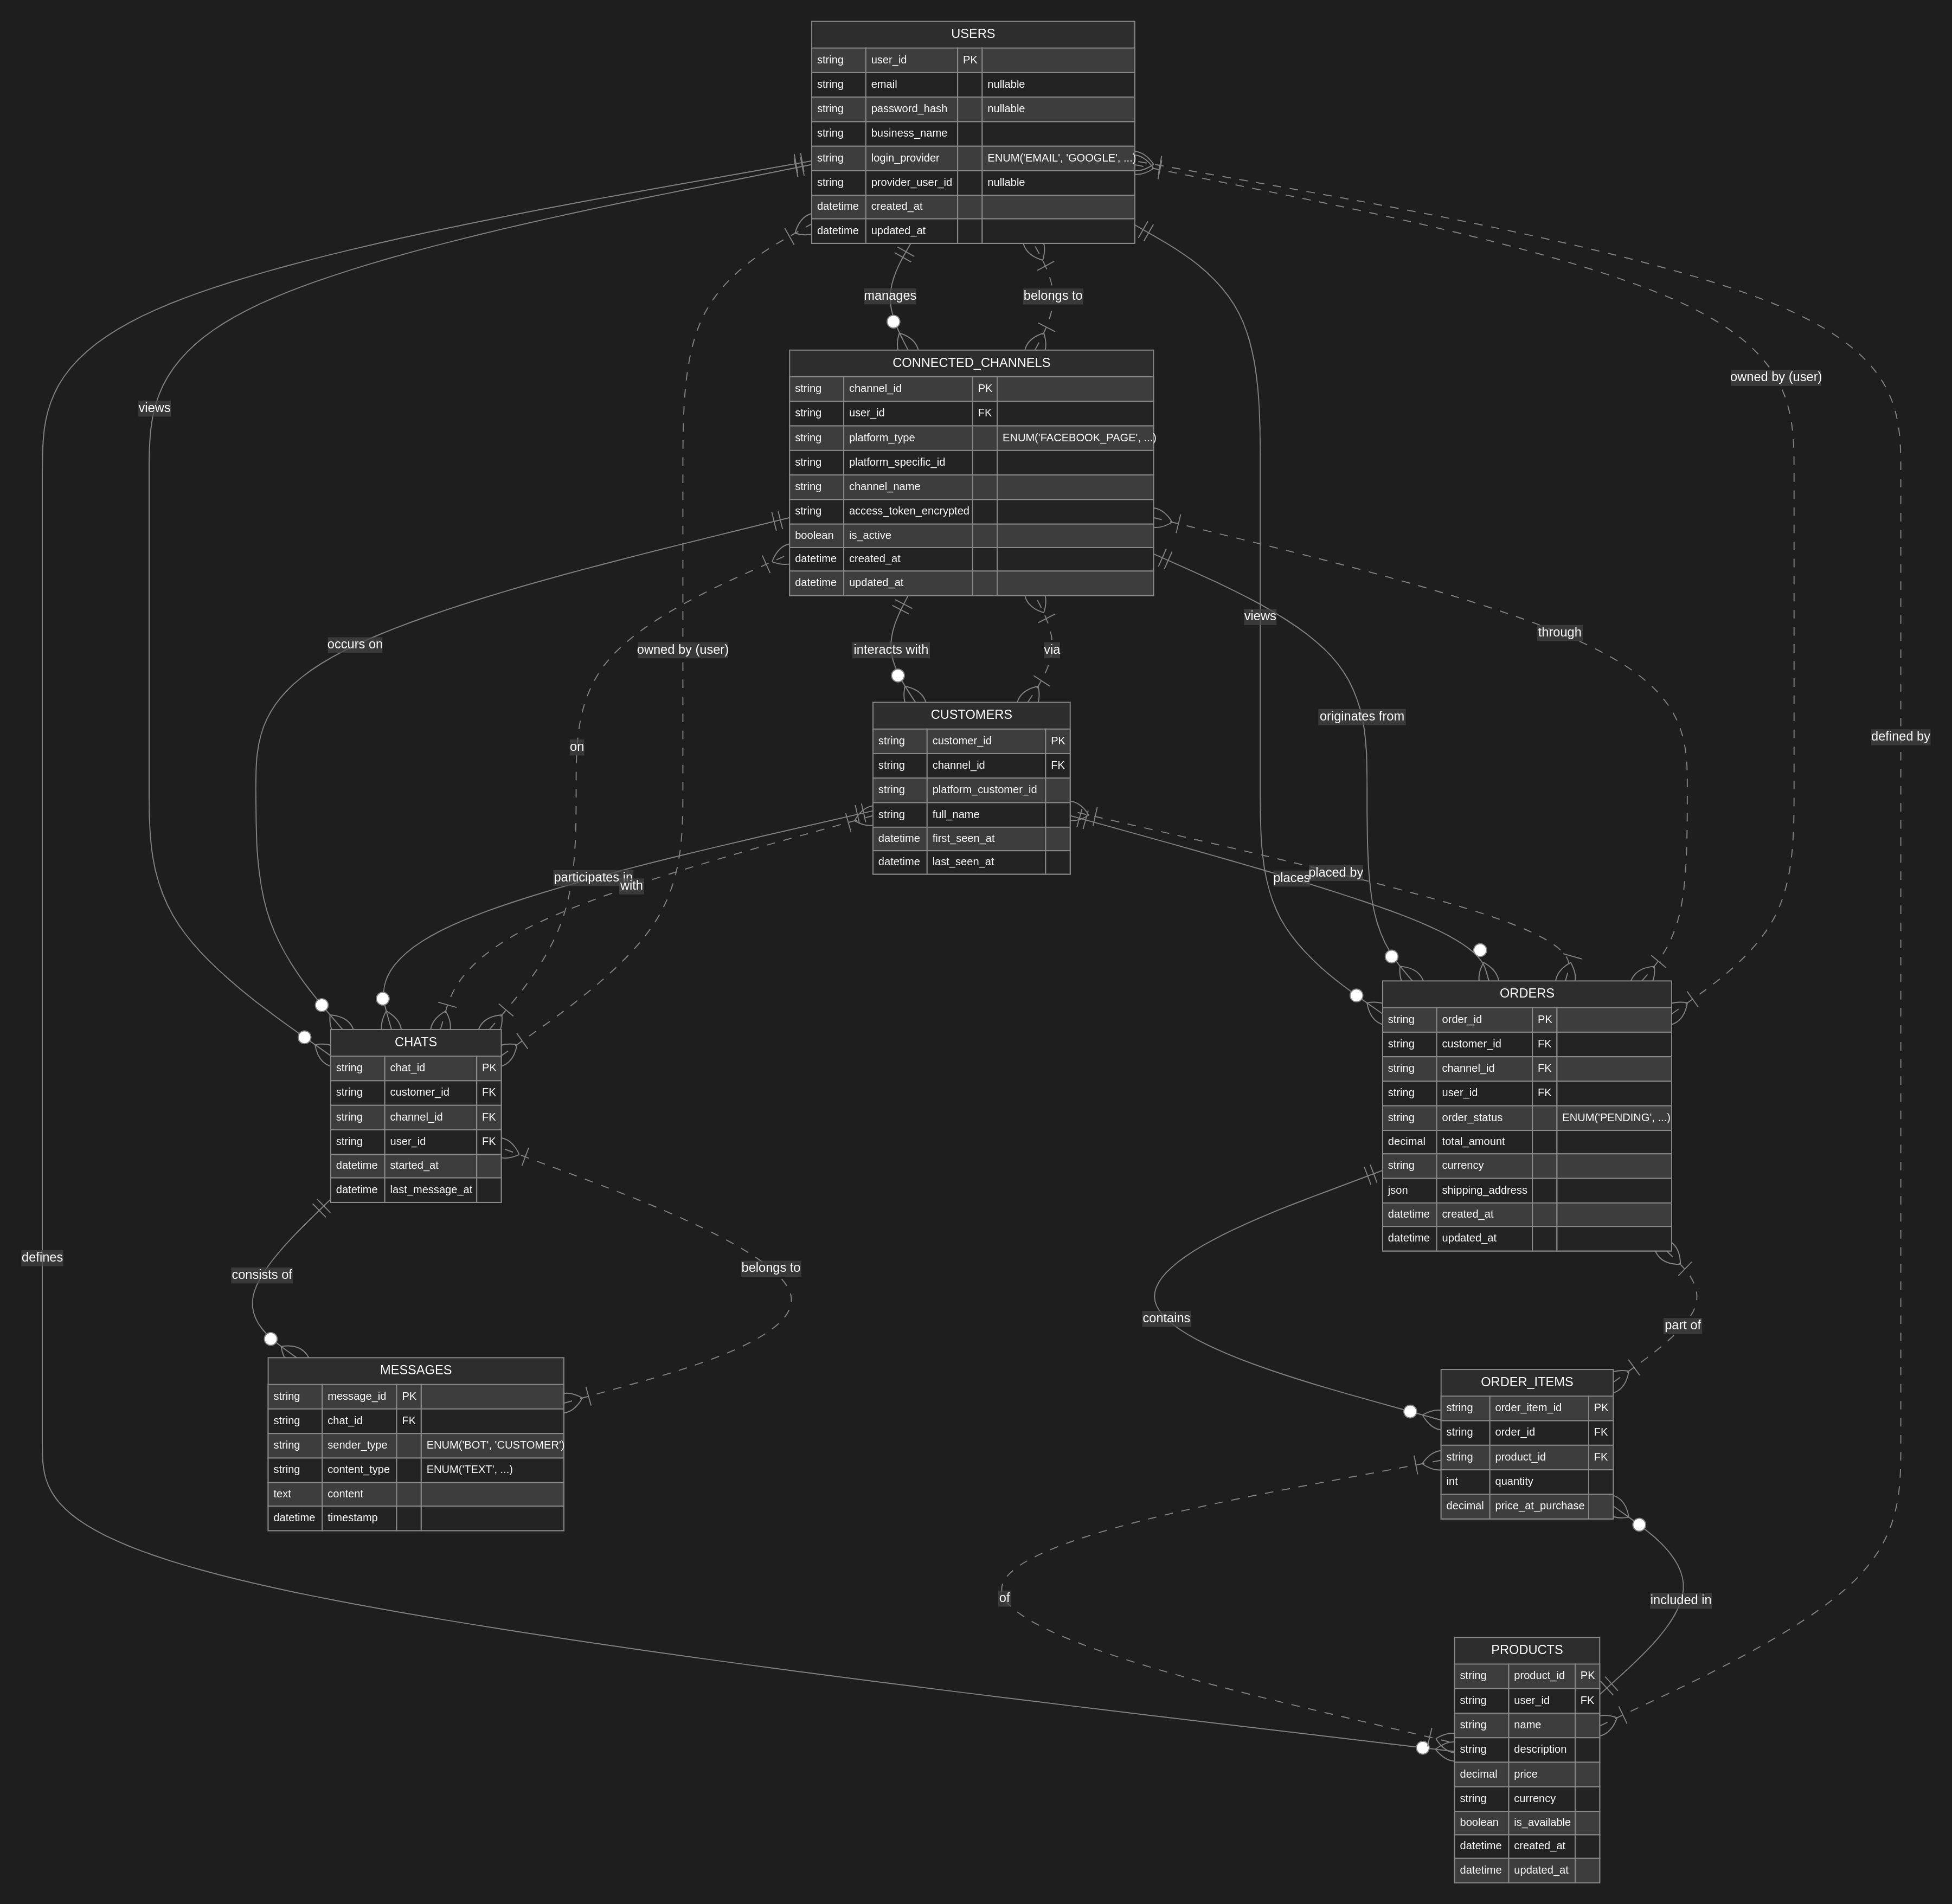 USERS
string user_id PK
string email nullable
string password_hash nullable
string business_name
string login_provider ENUM('EMAIL', 'GOOGLE', ...)
string provider_user_id nullable
datetime created_at
datetime updated_at
manages
belongs to
CONNECTED_CHANNELS
string channel_id PK
string user_id FK
string platform_type ENUM('FACEBOOK_PAGE', ...)
string platform_specific_id
string channel_name
string access_token_encrypted
boolean is_active
datetime created_at
datetime updated_at
owned by (user)
views
views
through
occurs on
owned by (user)
interacts with
via
CUSTOMERS
string customer_id PK
string channel_id FK
string platform_customer_id
string full_name
datetime first_seen_at
datetime last_seen_at
originates from
defined by
on
participates in
with
places
placed by
CHATS
string chat_id PK
string customer_id FK
string channel_id FK
string user_id FK
datetime started_at
datetime last_message_at
ORDERS
string order_id PK
string customer_id FK
string channel_id FK
string user_id FK
string order_status ENUM('PENDING', ...)
decimal total_amount
string currency
json shipping_address
datetime created_at
datetime updated_at
defines
consists of
belongs to
contains
part of
MESSAGES
string message_id PK
string chat_id FK
string sender_type ENUM('BOT', 'CUSTOMER')
string content_type ENUM('TEXT', ...)
text content
datetime timestamp
ORDER_ITEMS
string order_item_id PK
string order_id FK
string product_id FK
int quantity
decimal price_at_purchase
of
included in
PRODUCTS
string product_id PK
string user_id FK
string name
string description
decimal price
string currency
boolean is_available
datetime created_at
datetime updated_at